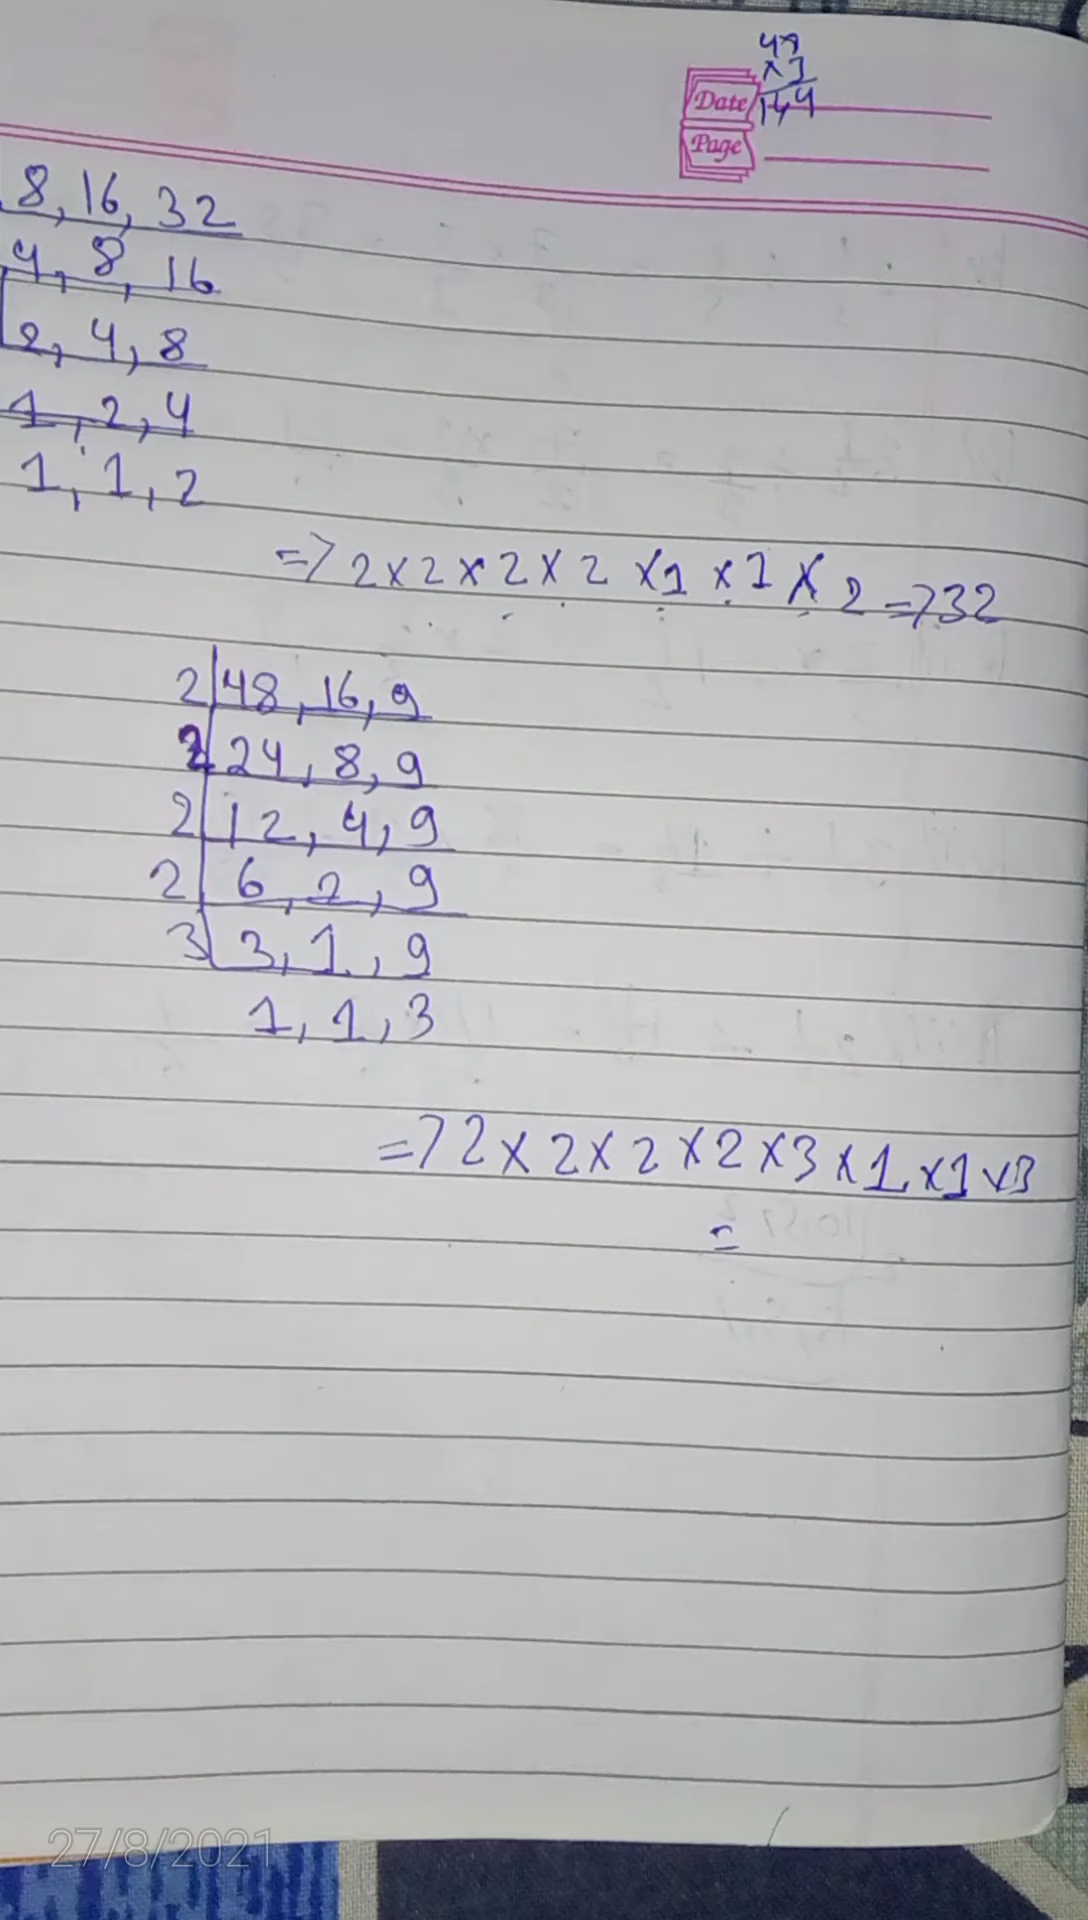 48
×3
144
Date
Page
8, 16, 32
4, 8, 16
2, 4, 8
1, 2, 4
1, 1, 2
=> 2×2×2×2×1×1×2 => 32
2|48, 16, 9
2|24, 8, 9
2|12, 4, 9
2|6, 2, 9
3|3, 1, 9
1, 1, 3
=> 2×2×2×2×3×1×1×3
=
27/8/2021